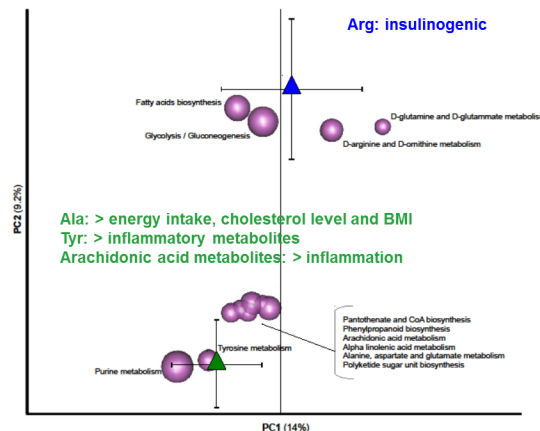 Arg: insulinogenic
Fatty acids biosynthesis
D-glutamine and D-glutammate metabolism
Glycolysis / Gluconeogenesis
D-arginine and D-ornithine metabolism
PC2 (9.2%)
Ala: > energy intake, cholesterol level and BMI
Tyr: > inflammatory metabolites
Arachidonic acid metabolites: > inflammation
Pantothenate and CoA biosynthesis
Phenylpropanoid biosynthesis
Arachidonic acid metabolism
Alpha linolenic acid metabolism
Alanine, aspartate and glutamate metabolism
Polyketide sugar unit biosynthesis
Tyrosine metabolism
Purine metabolism
PC1 (14%)